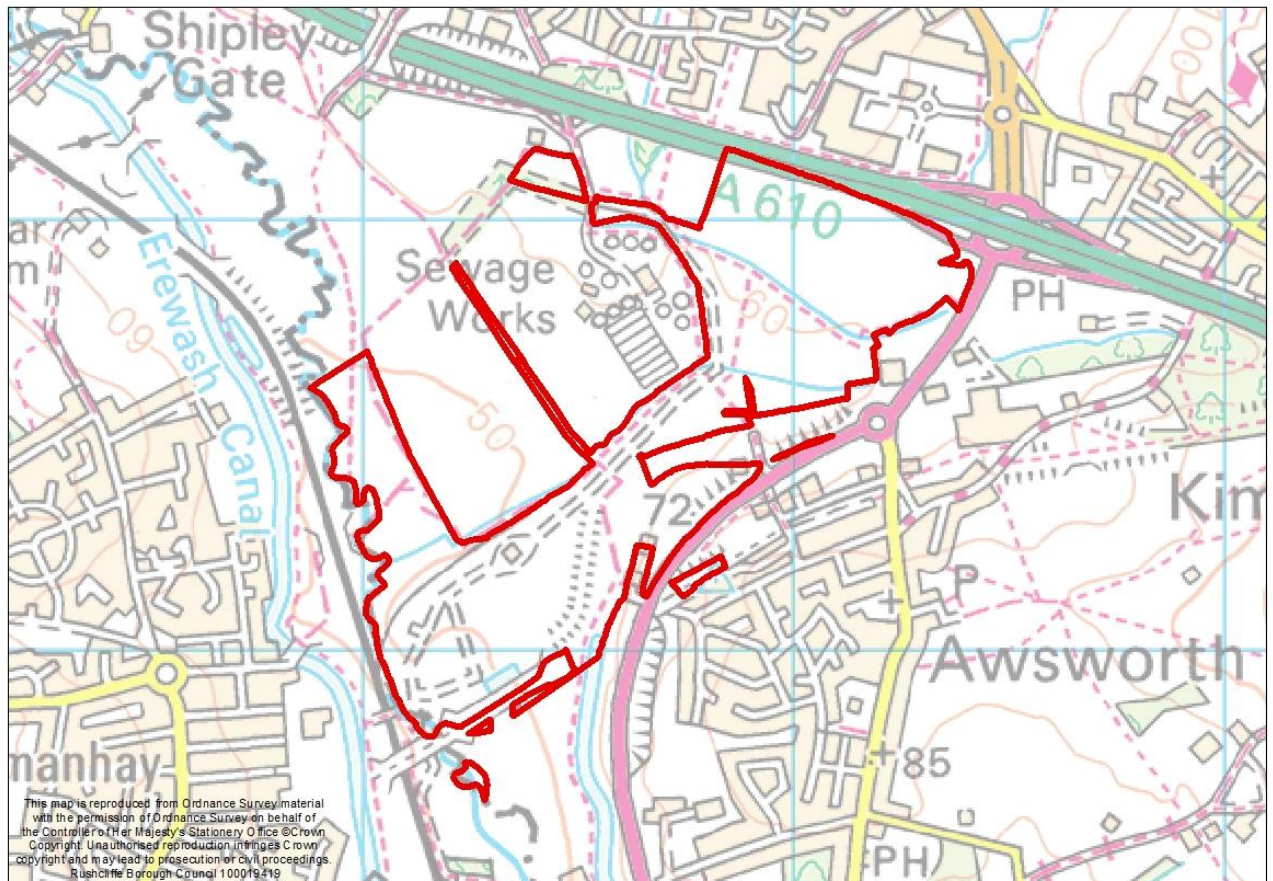 Shipley
Gate
A 610
ar
m
Sewage
Works
PH
60
60
00
Erewash Canal
50
72
Kim
P
Awsworth
manhay
85
PH
This map is reproduced from Ordnance Survey material
with the permission of Ordnance Survey on behalf of
the Controller of Her Majesty's Stationery Office ©Crown
Copyright. Unauthorised reproduction infringes Crown
copyright and may lead to prosecution or civil proceedings.
Rushcliffe Borough Council 100019419